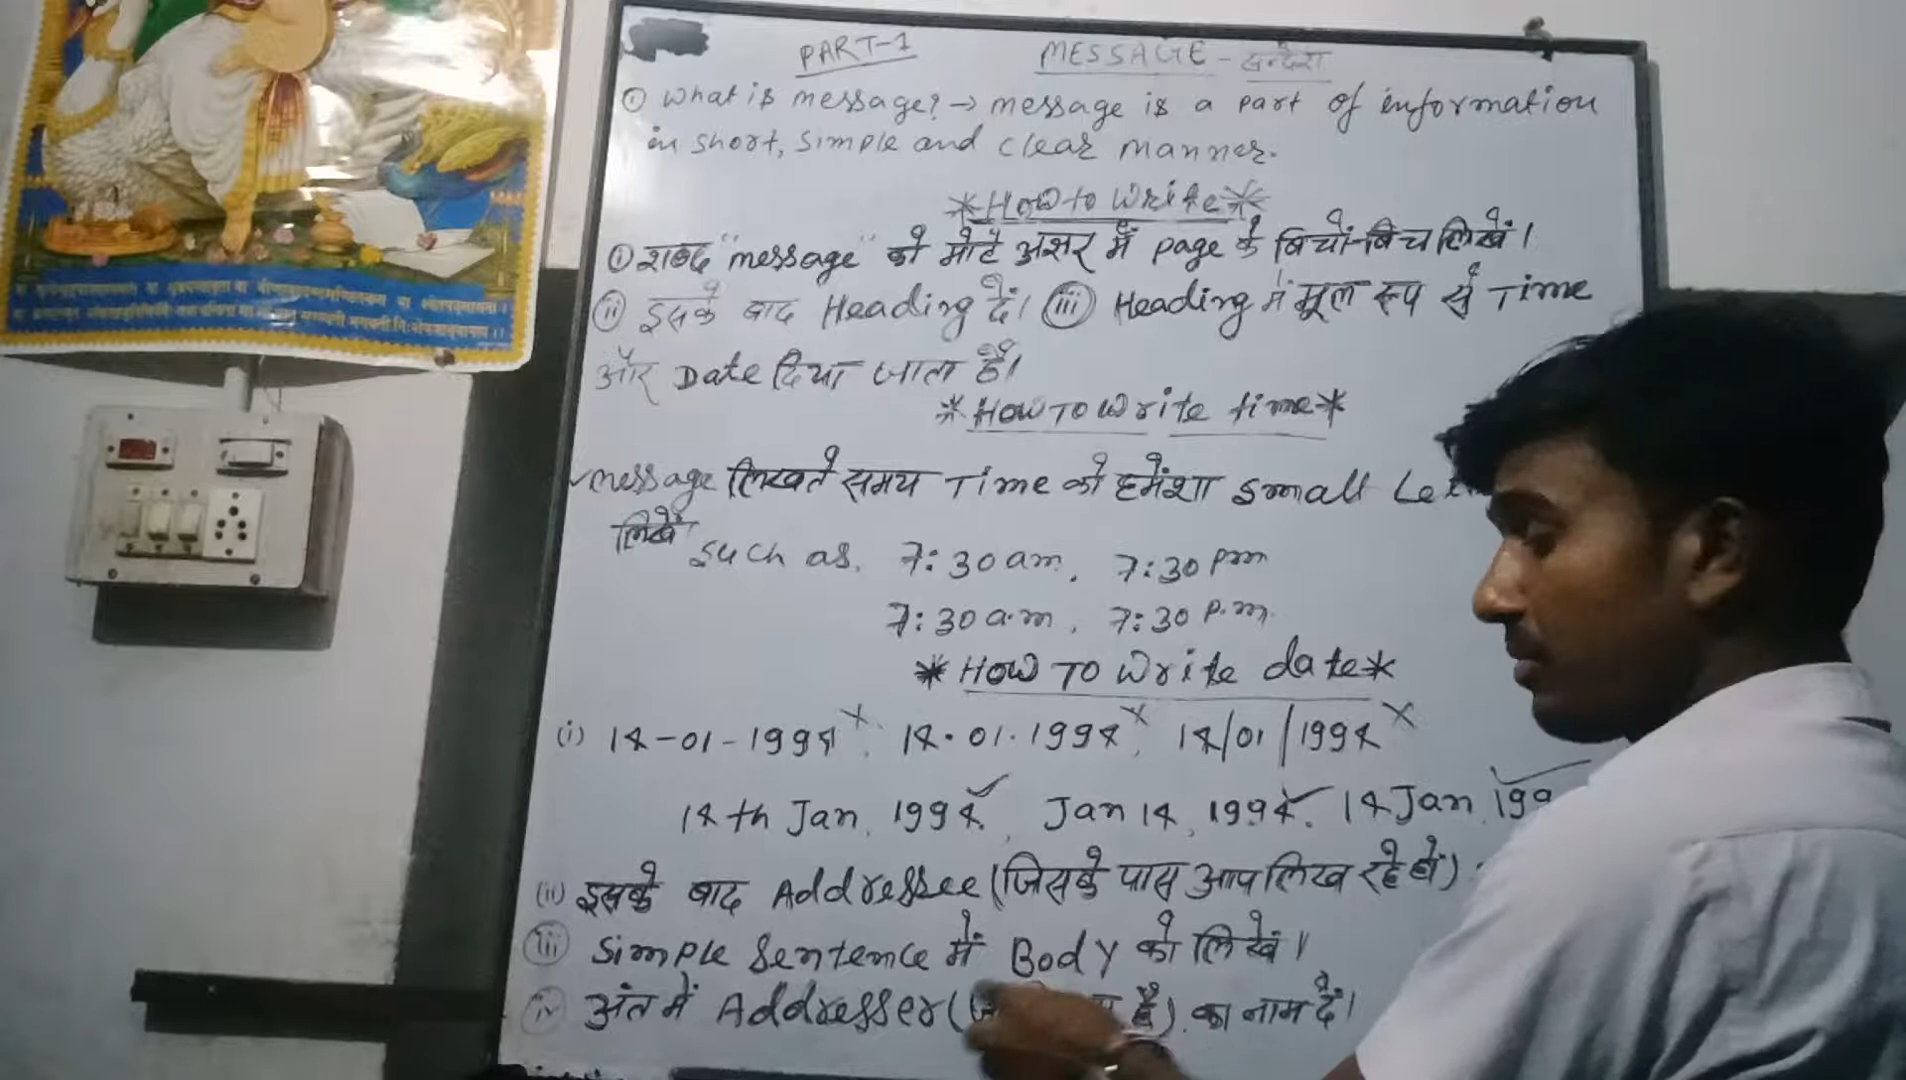 PART-1 MESSAGE - सन्देश
① What is message? → message is a part of information
in short, simple and clear manner.
*How to Write*
① शब्द "message" को मोटे अक्षर में page के बिचों-बिच लिखें।
ⓘⓘ इसके बाद Heading दें। ⓘⓘⓘ Heading में मूल रूप से Time
और Date दिया जाता है।
*How TO Write time*
message लिखते समय Time को हमेंशा small
लिखें
such as, 7:30 am, 7:30 pm
7:30 a.m, 7:30 p.m.
*How TO Write date*
(i) 14-01-1994 x, 14.01.1994 x, 14/01/1994 x
14th Jan, 1994 ✓, Jan 14, 1994 ✓. 14 Jan, 199
(ii) इसके बाद Addressee (जिसके पास आप लिख रहे हों)
(iii) Simple Sentence में Body को लिखें।
(iv) अंत में Addresser ( है). का नाम दें।